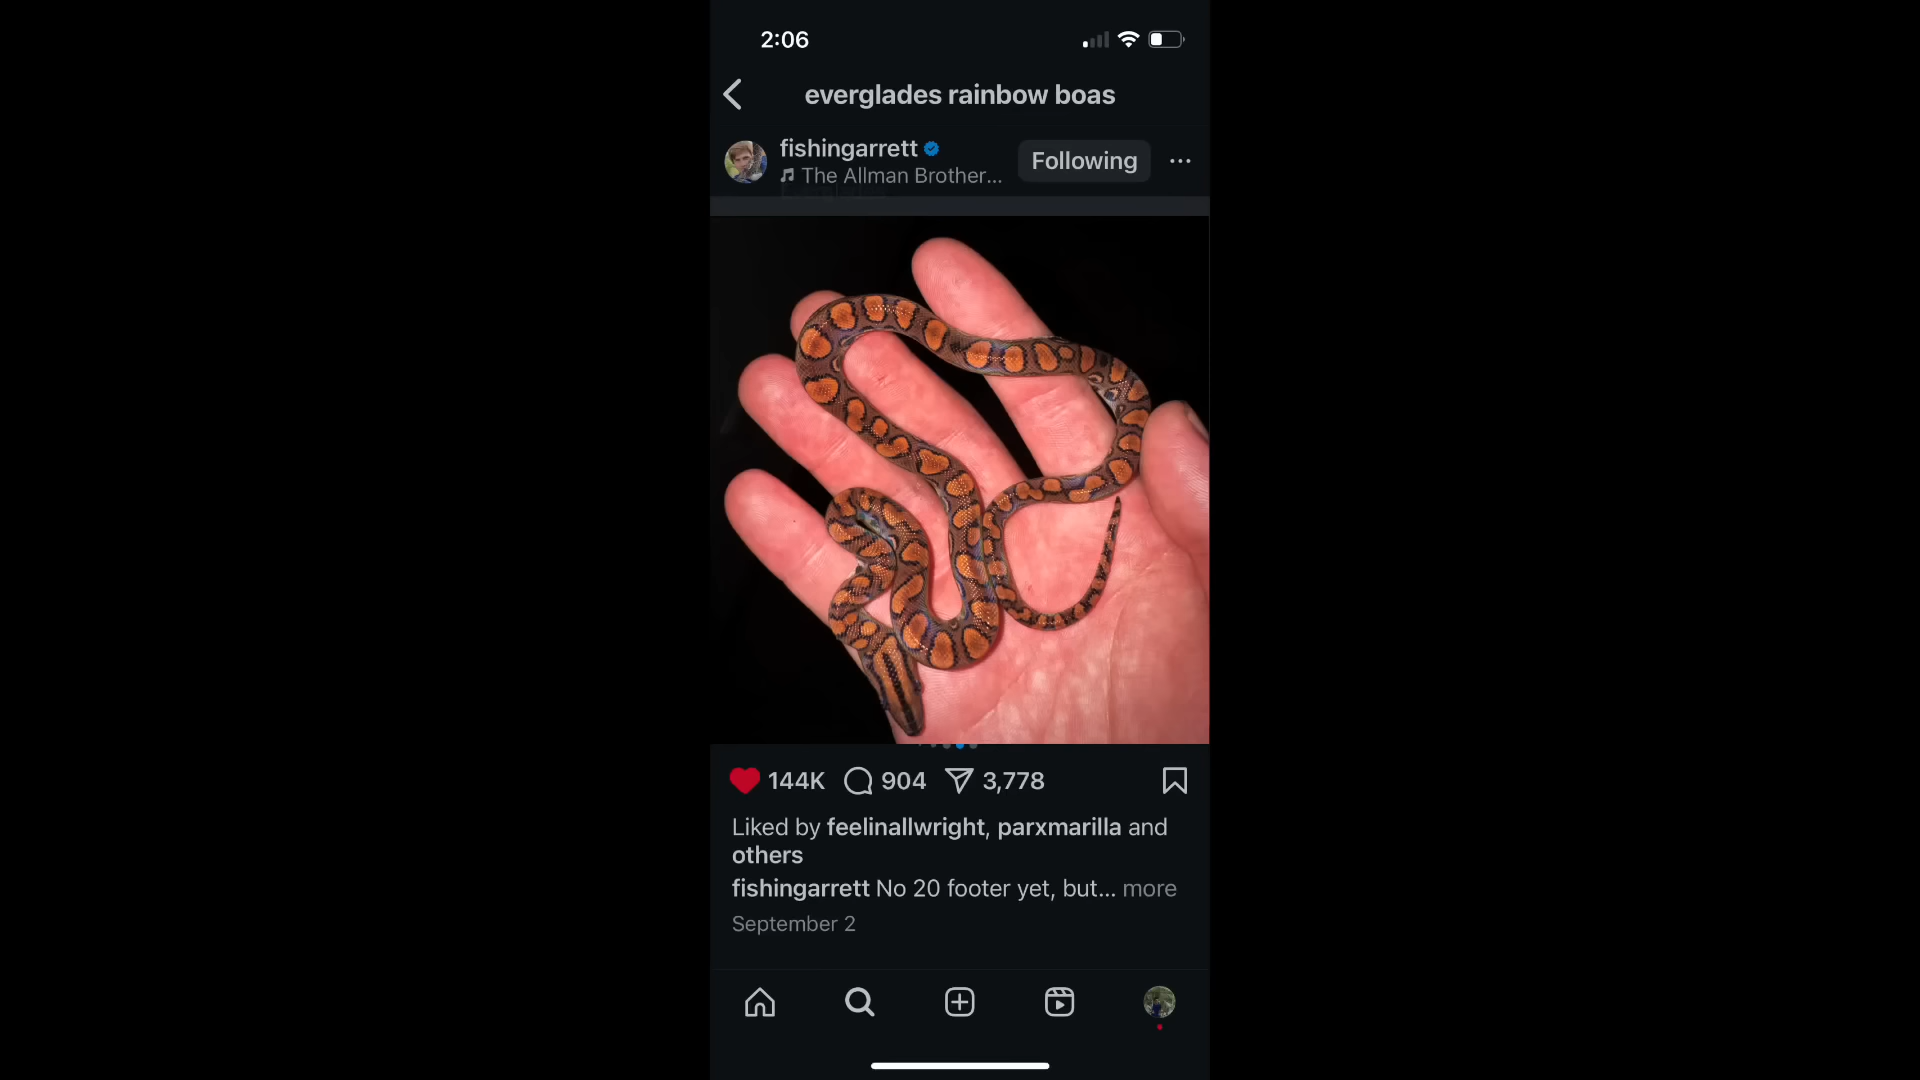 2:06
everglades rainbow boas
fishingarrett
The Allman Brother...
Following
Everglades
144K
904
3,778
Liked by feelinallwright, parxmarilla and
others
fishingarrett No 20 footer yet, but... more
September 2